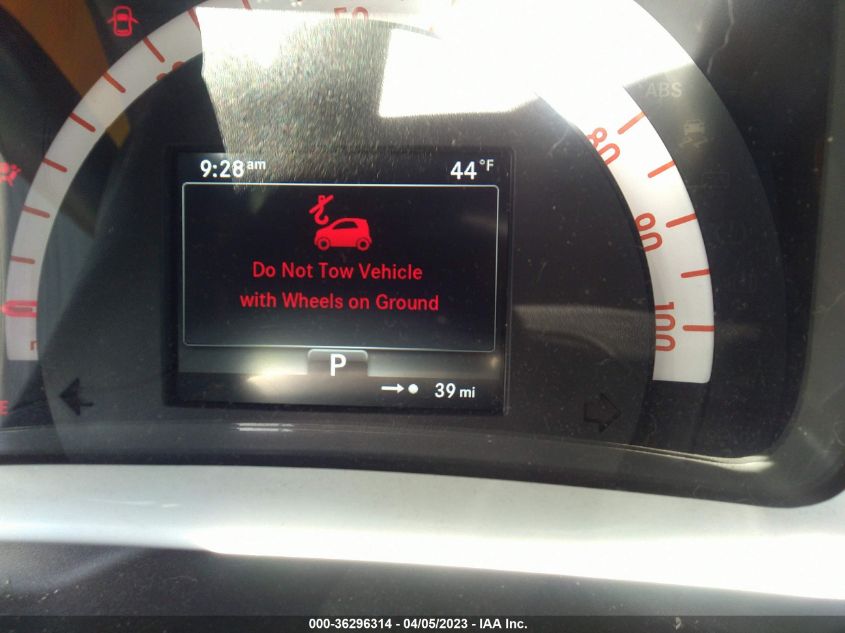 50
ABS
80
9:28am
44°F
Do Not Tow Vehicle
with Wheels on Ground
90
100
P
39 mi
E
000-36296314 - 04/05/2023 - IAA Inc.